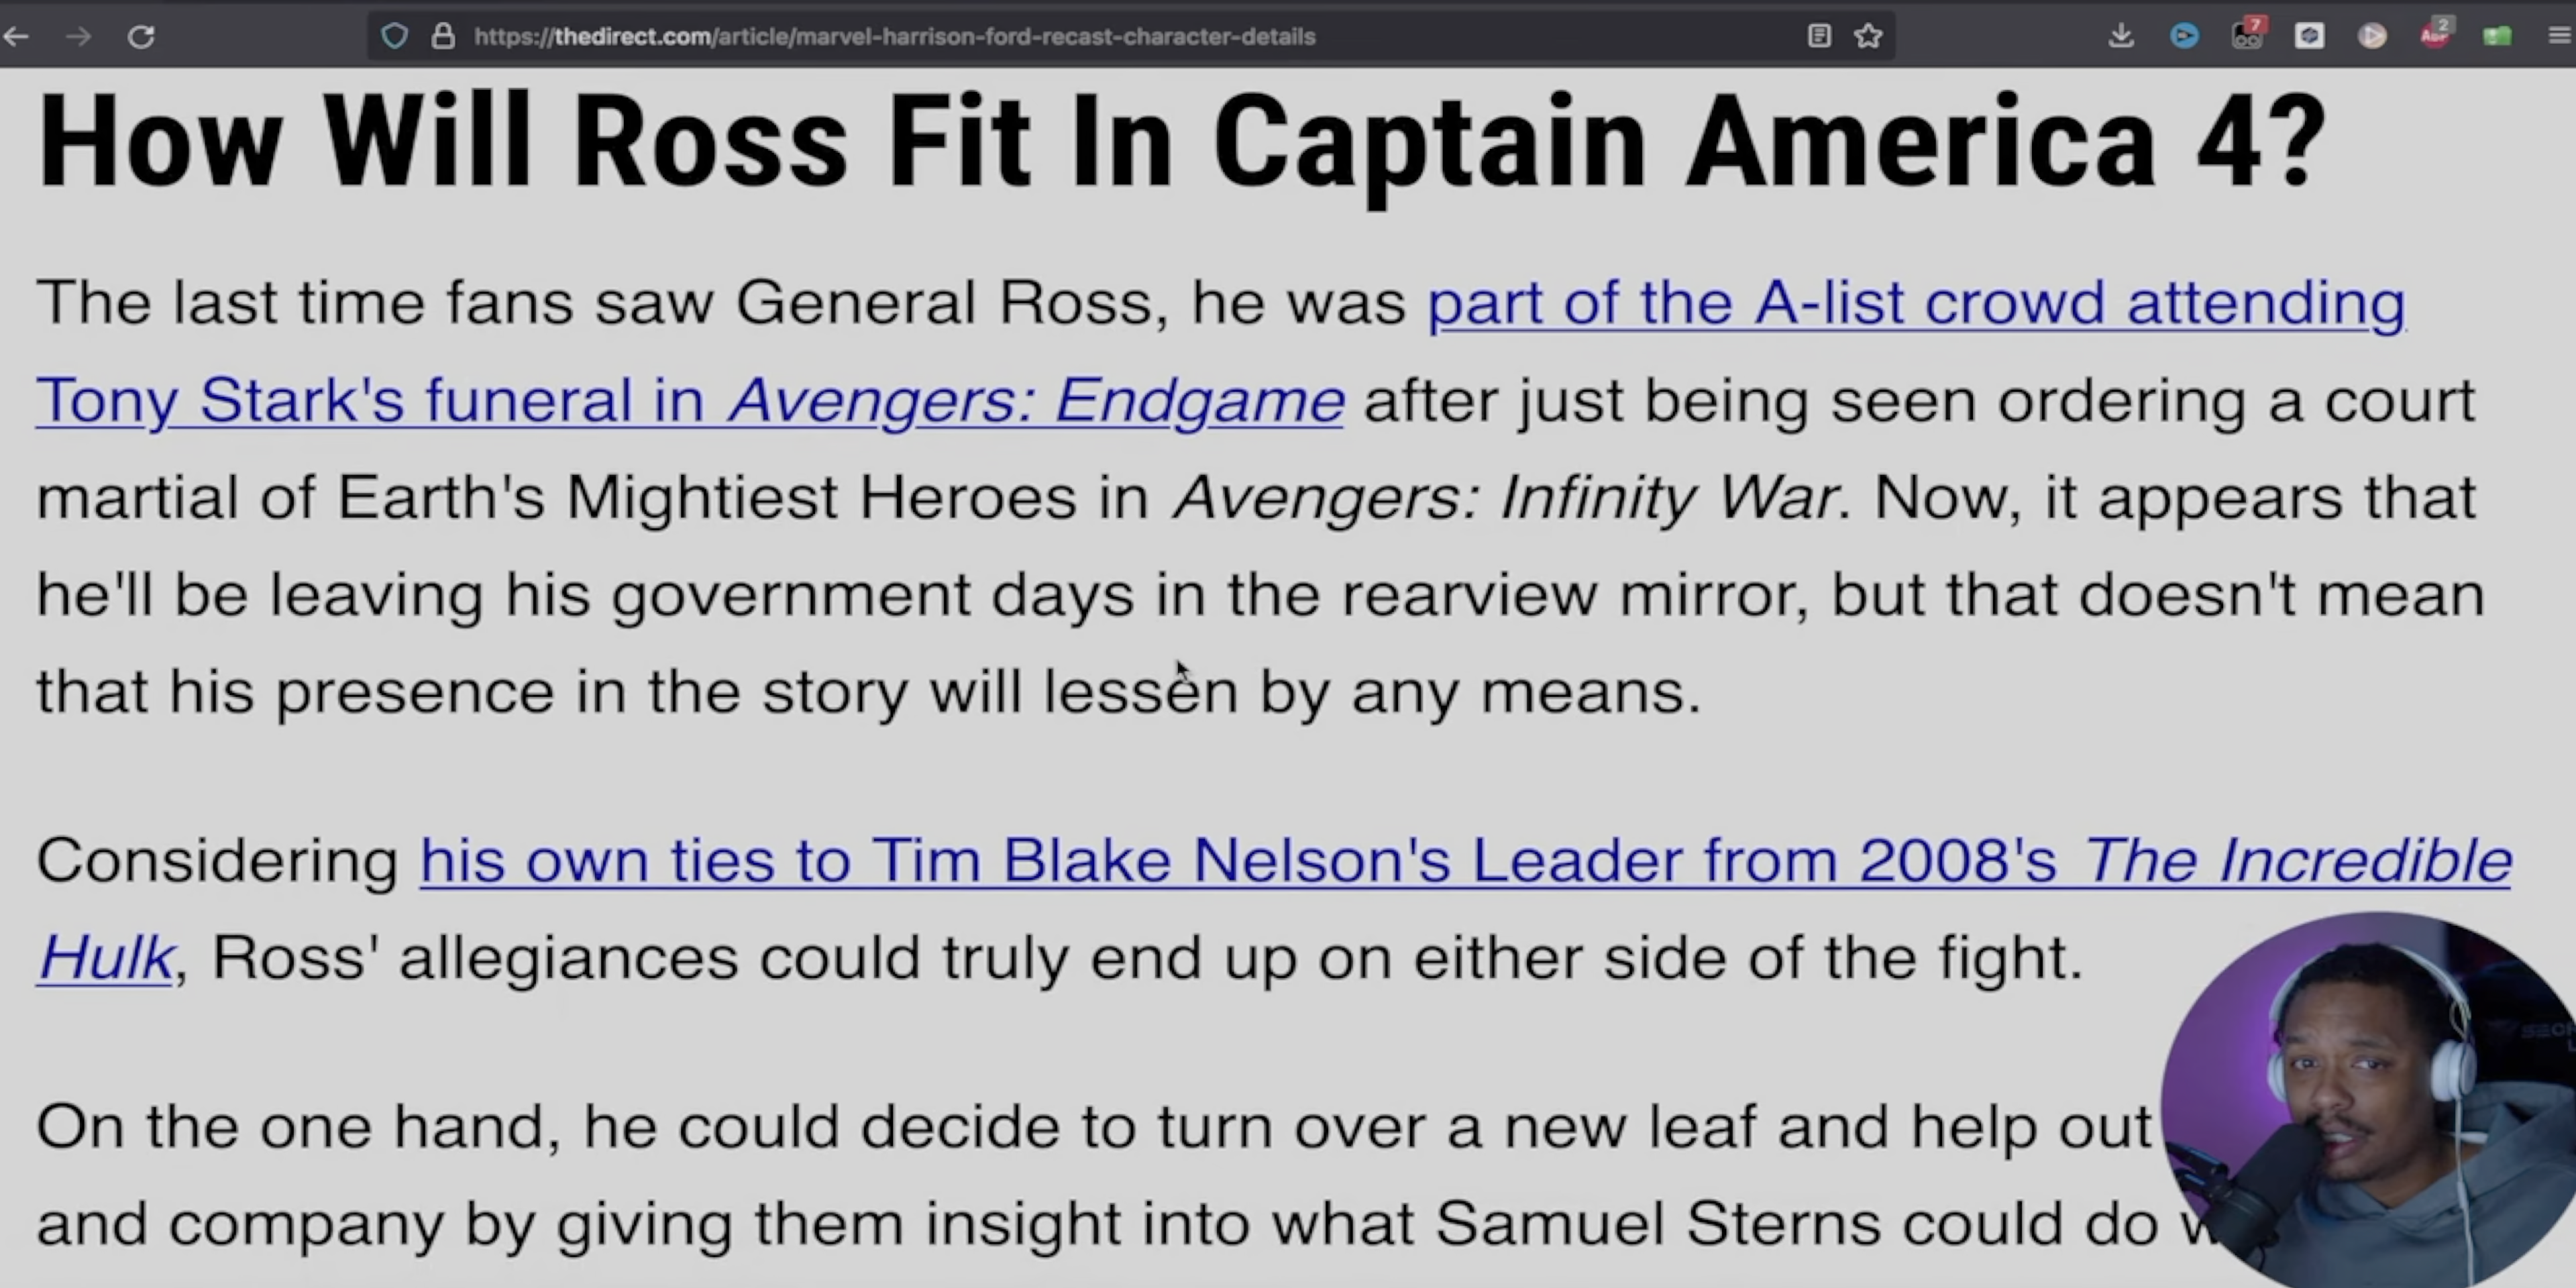 https://thedirect.com/article/marvel-harrison-ford-recast-character-details
7
2
ABP
How Will Ross Fit In Captain America 4?
The last time fans saw General Ross, he was part of the A-list crowd attending
Tony Stark's funeral in Avengers: Endgame after just being seen ordering a court
martial of Earth's Mightiest Heroes in Avengers: Infinity War. Now, it appears that
he'll be leaving his government days in the rearview mirror, but that doesn't mean
that his presence in the story will lessen by any means.
Considering his own ties to Tim Blake Nelson's Leader from 2008's The Incredible
Hulk, Ross' allegiances could truly end up on either side of the fight.
On the one hand, he could decide to turn over a new leaf and help out
and company by giving them insight into what Samuel Sterns could do